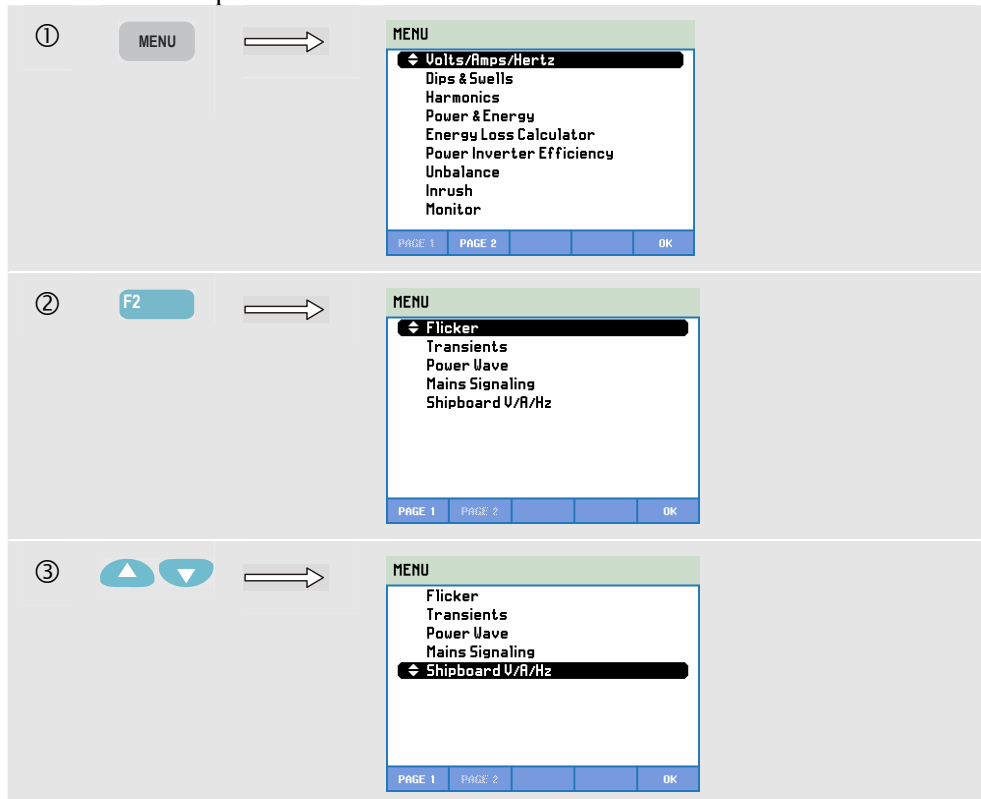 ①
MENU
MENU
Volts/Amps/Hertz
Dips & Swells
Harmonics
Power & Energy
Energy Loss Calculator
Power Inverter Efficiency
Unbalance
Inrush
Monitor
PAGE 1 PAGE 2 OK
②
F2
MENU
Flicker
Transients
Power Wave
Mains Signaling
Shipboard V/A/Hz
PAGE 1 PAGE 2 OK
③
MENU
Flicker
Transients
Power Wave
Mains Signaling
Shipboard V/A/Hz
PAGE 1 PAGE 2 OK